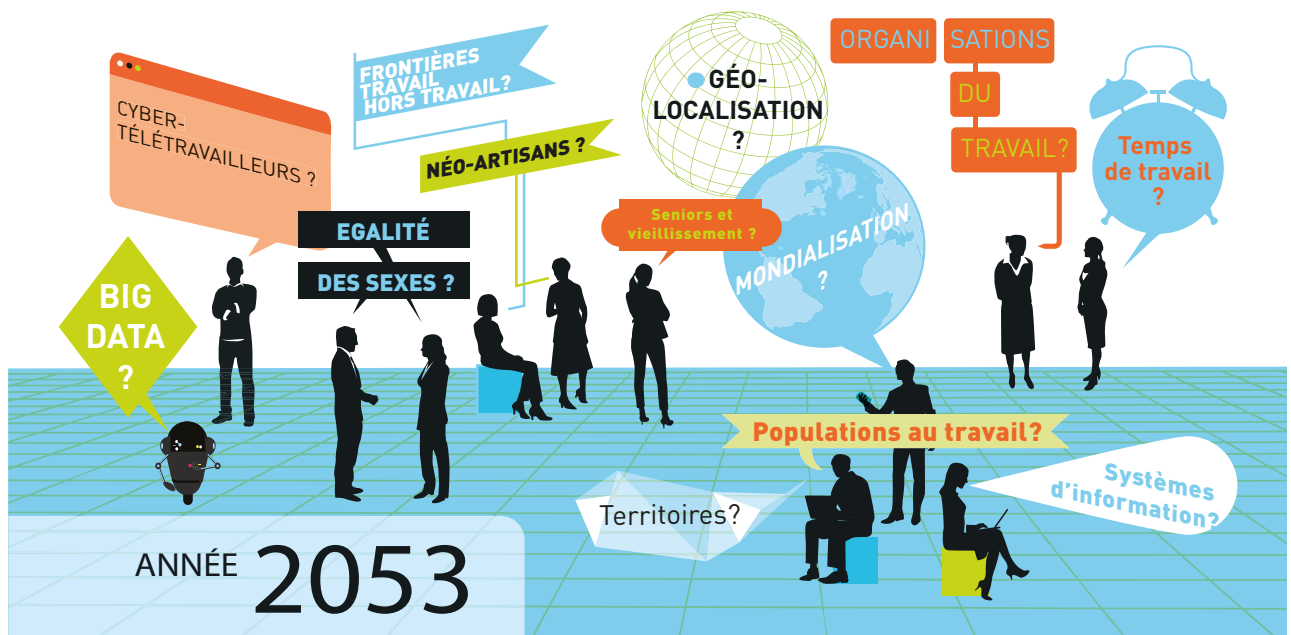 CYBER-
TÉLÉTRAVAILLEURS ?
FRONTIÈRES
TRAVAIL
HORS TRAVAIL?
NÉO-ARTISANS ?
GÉO-
LOCALISATION
?
ORGANI SATIONS
DU
TRAVAIL?
Temps
de travail
?
EGALITÉ
DES SEXES ?
Seniors et
vieillissement ?
MONDIALISATION
?
BIG
DATA
?
Populations au travail?
Systèmes
d'information?
Territoires?
ANNÉE 2053